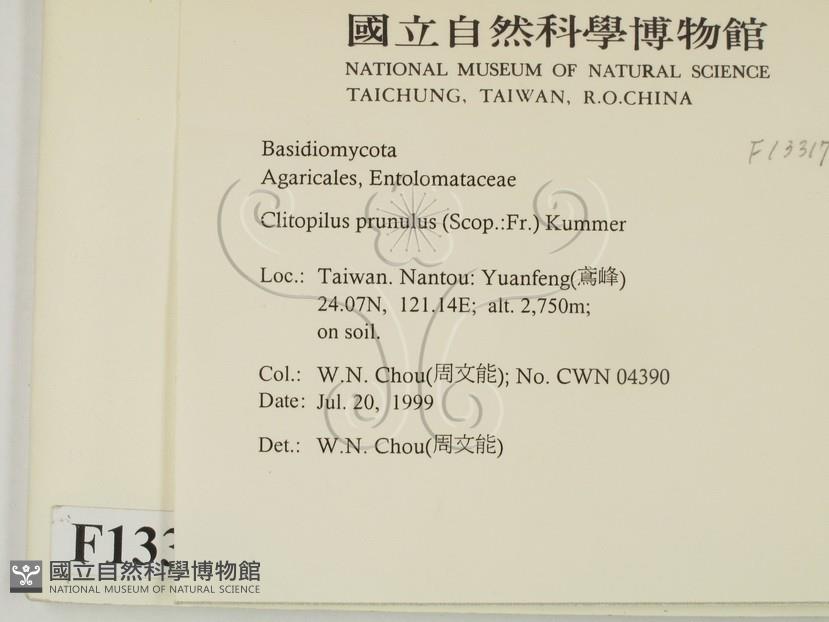 國立自然科學博物館
NATIONAL MUSEUM OF NATURAL SCIENCE
TAICHUNG, TAIWAN, R.O.CHINA
F13317
Basidiomycota
Agaricales, Entolomataceae
Clitopilus prunulus (Scop.:Fr.) Kummer
Loc.: Taiwan. Nantou: Yuanfeng(鳶峰)
24.07N, 121.14E; alt. 2,750m;
on soil.
Col.: W.N. Chou(周文能); No. CWN 04390
Date: Jul. 20, 1999
Det.: W.N. Chou(周文能)
F133
國立自然科學博物館
NATIONAL MUSEUM OF NATURAL SCIENCE